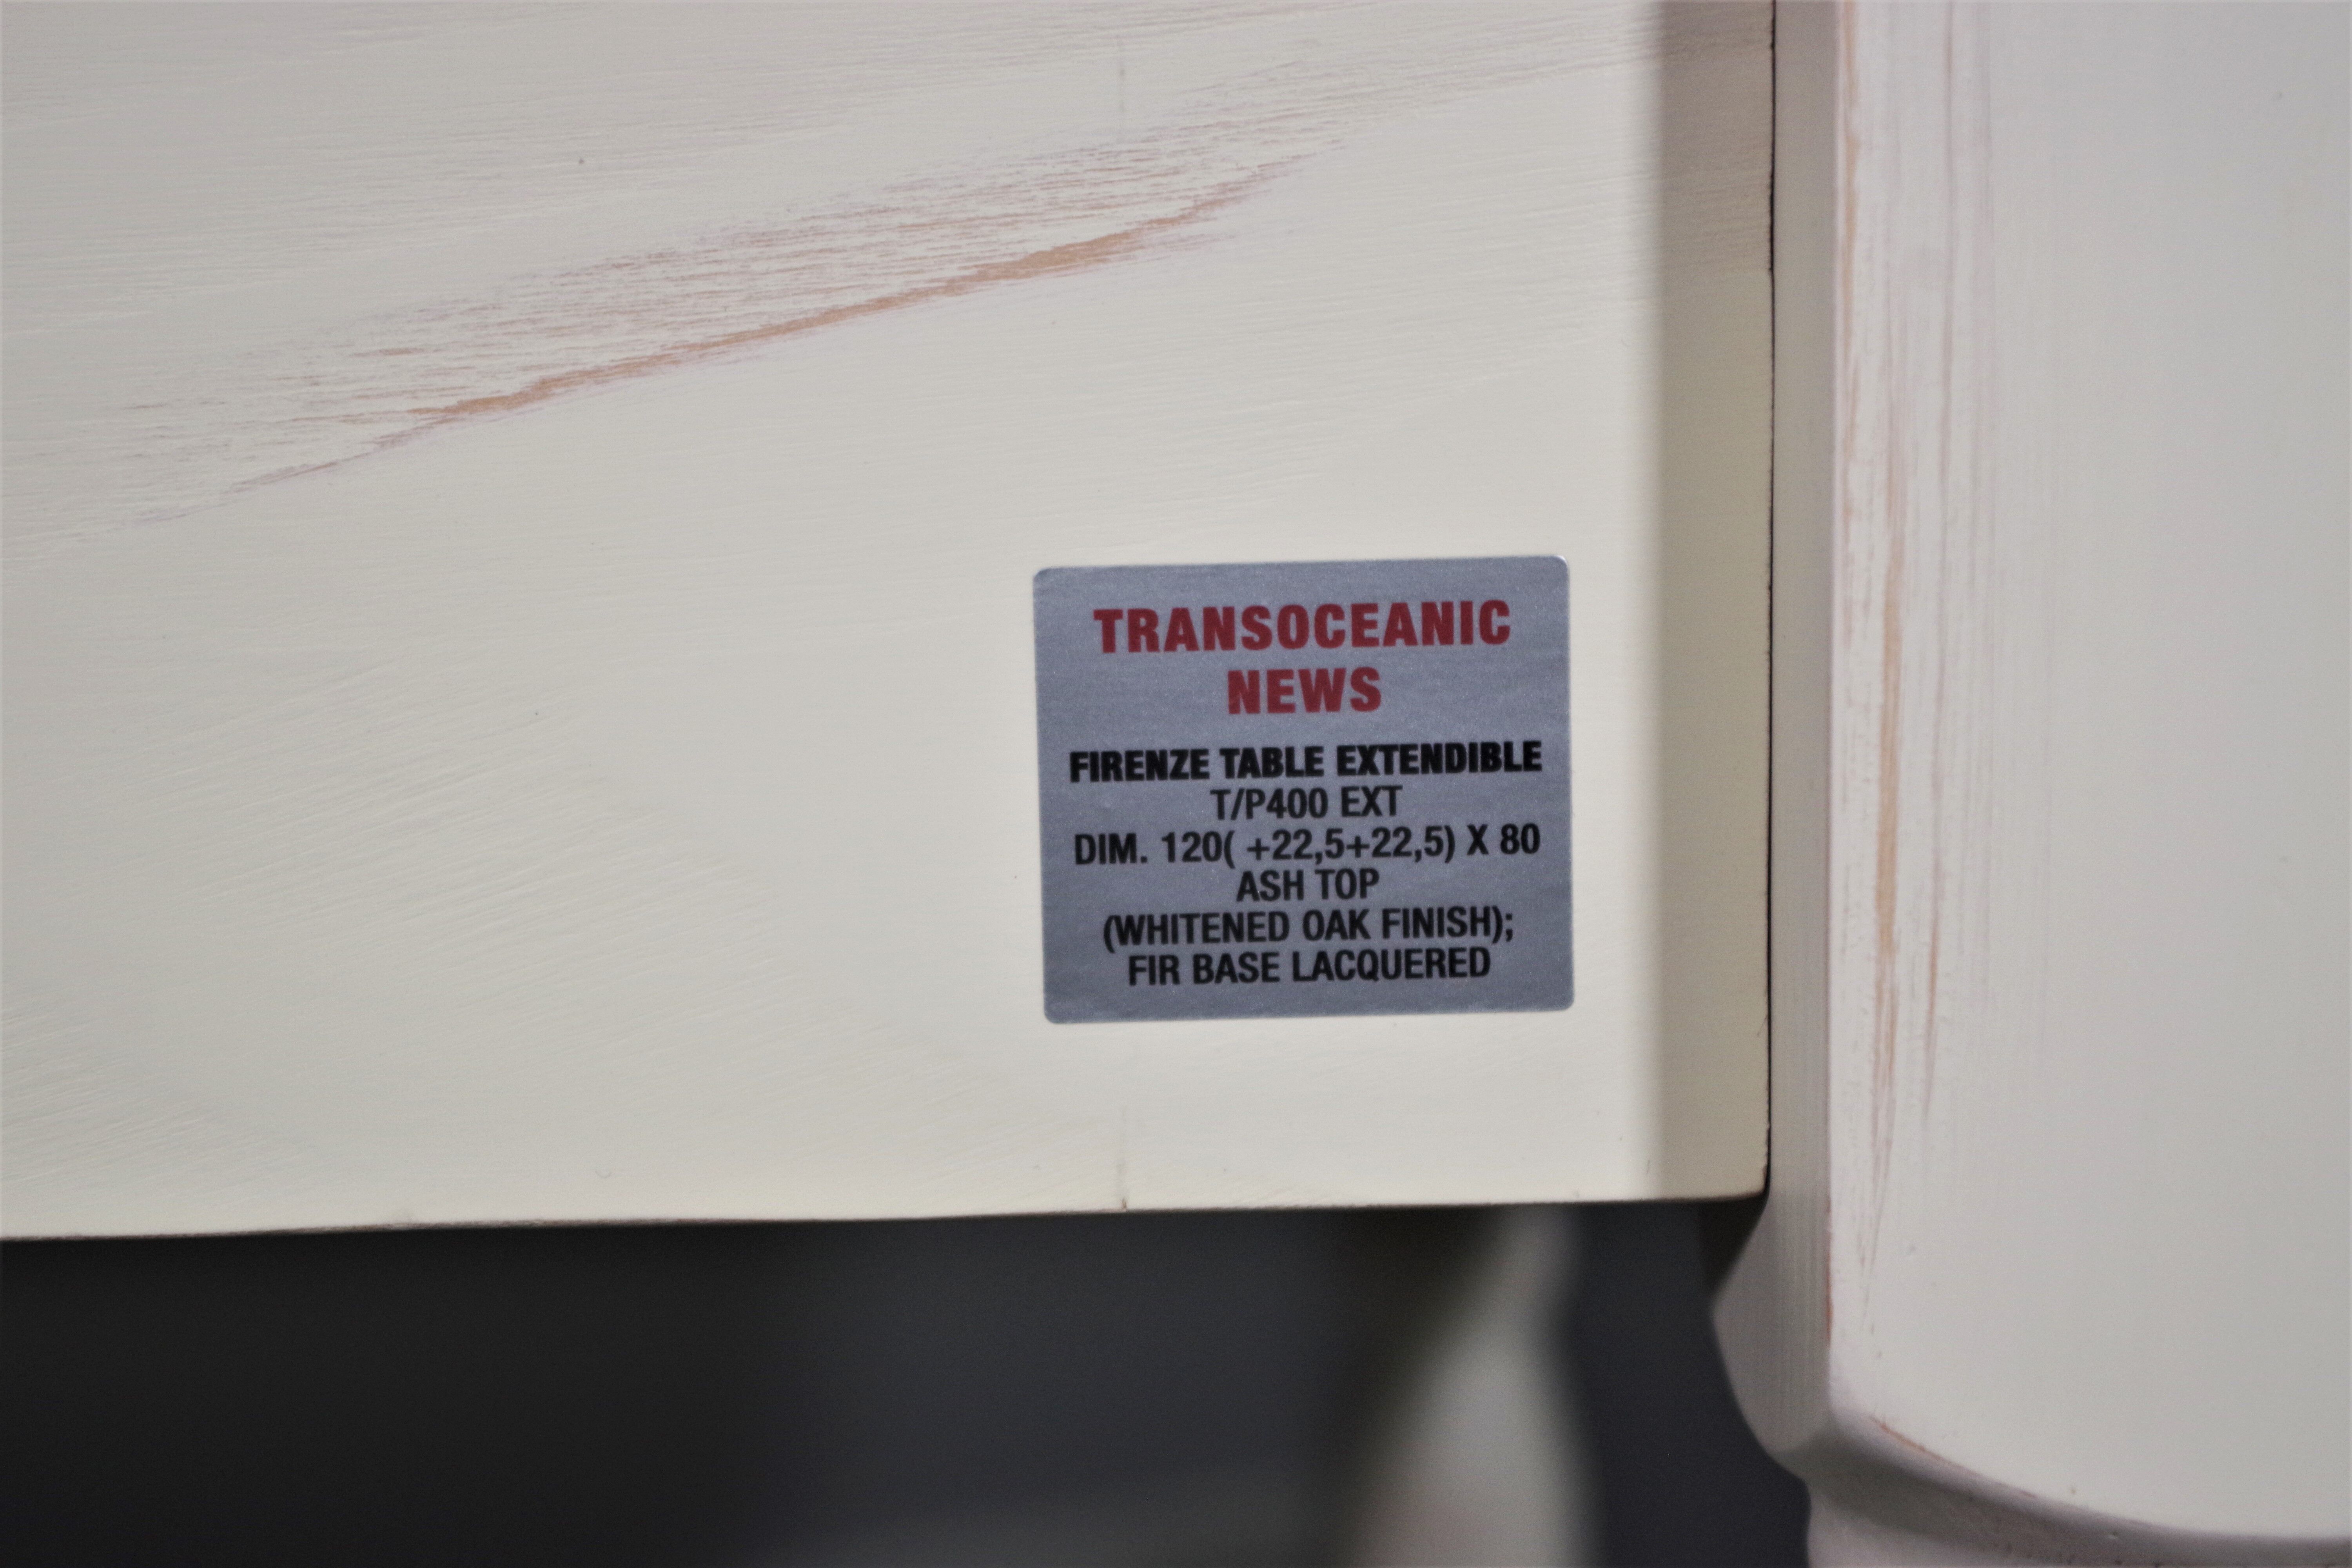 TRANSOCEANIC
NEWS
FIRENZE TABLE EXTENDIBLE
T/P400 EXT
DIM. 120( +22,5+22,5) X 80
ASH TOP
(WHITENED OAK FINISH);
FIR BASE LACQUERED